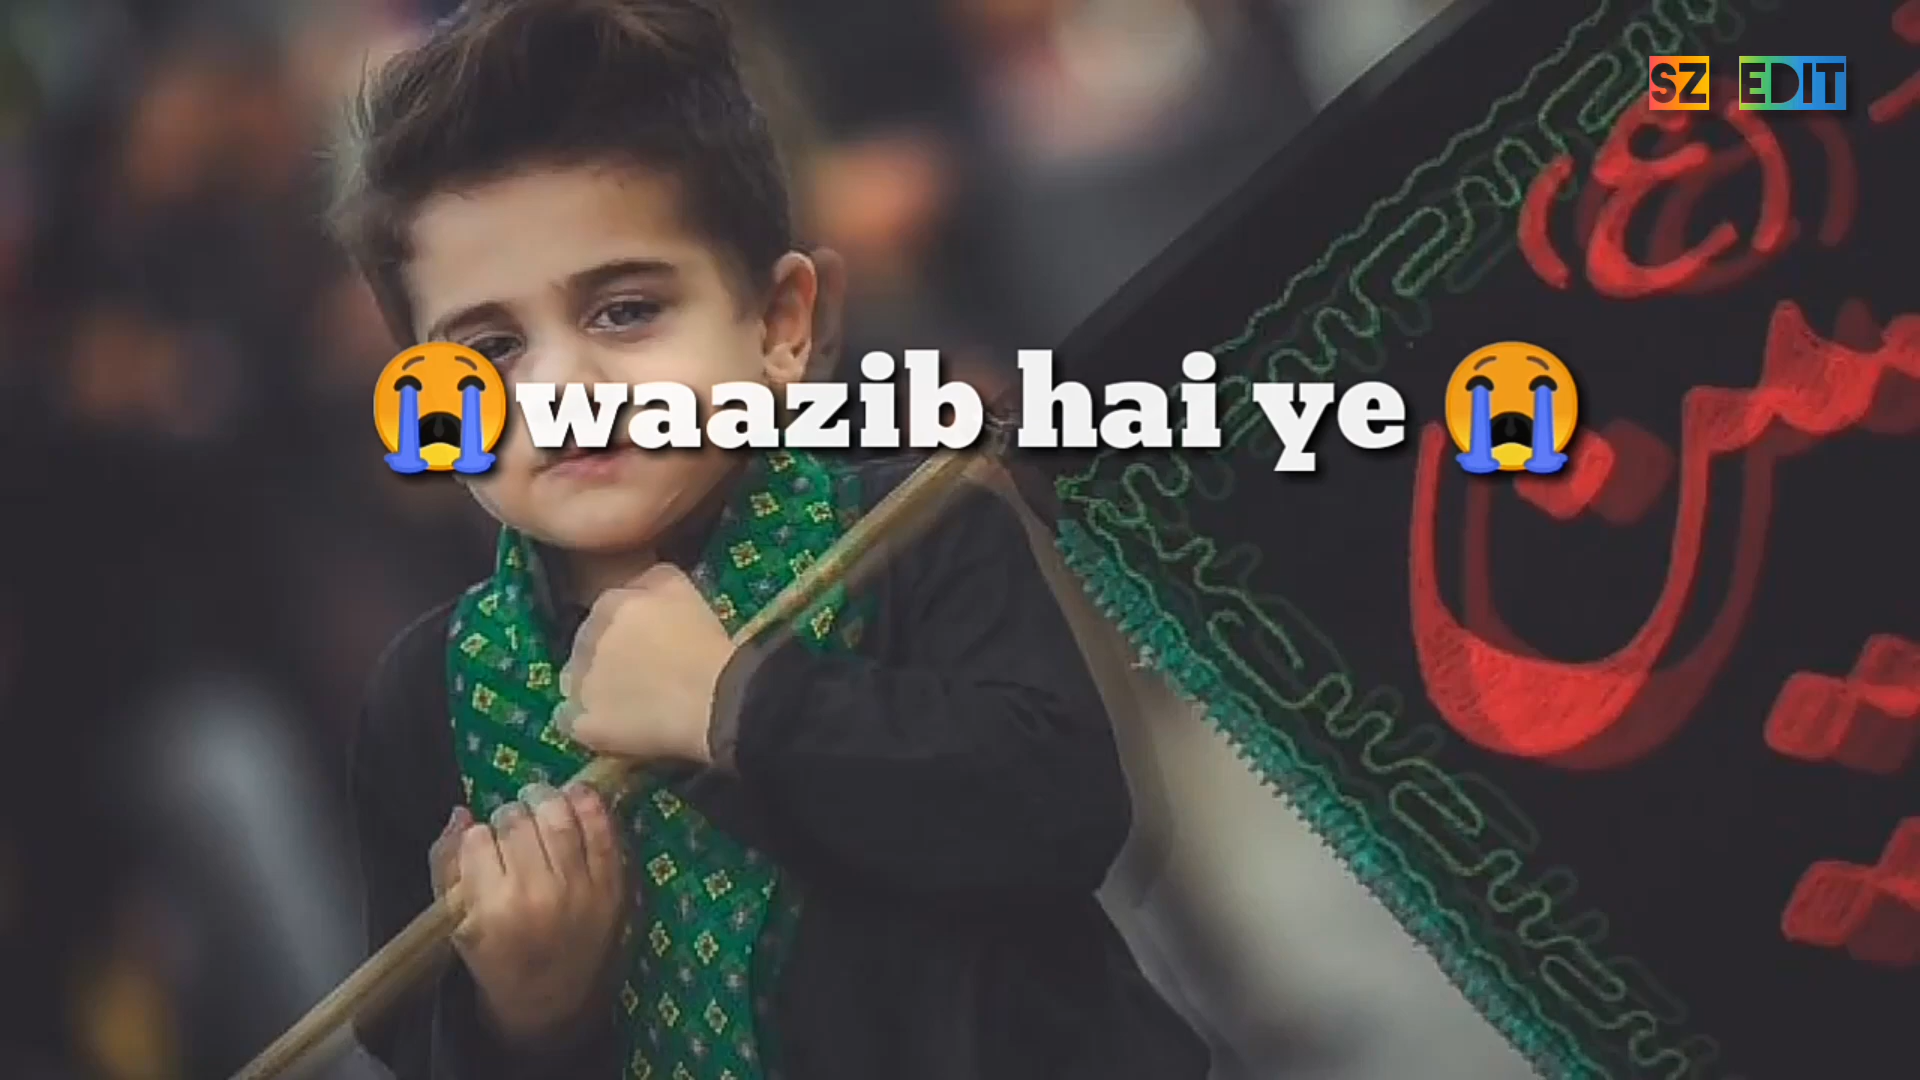 SZ EDIT
😭waazib hai ye 😭
(ع)